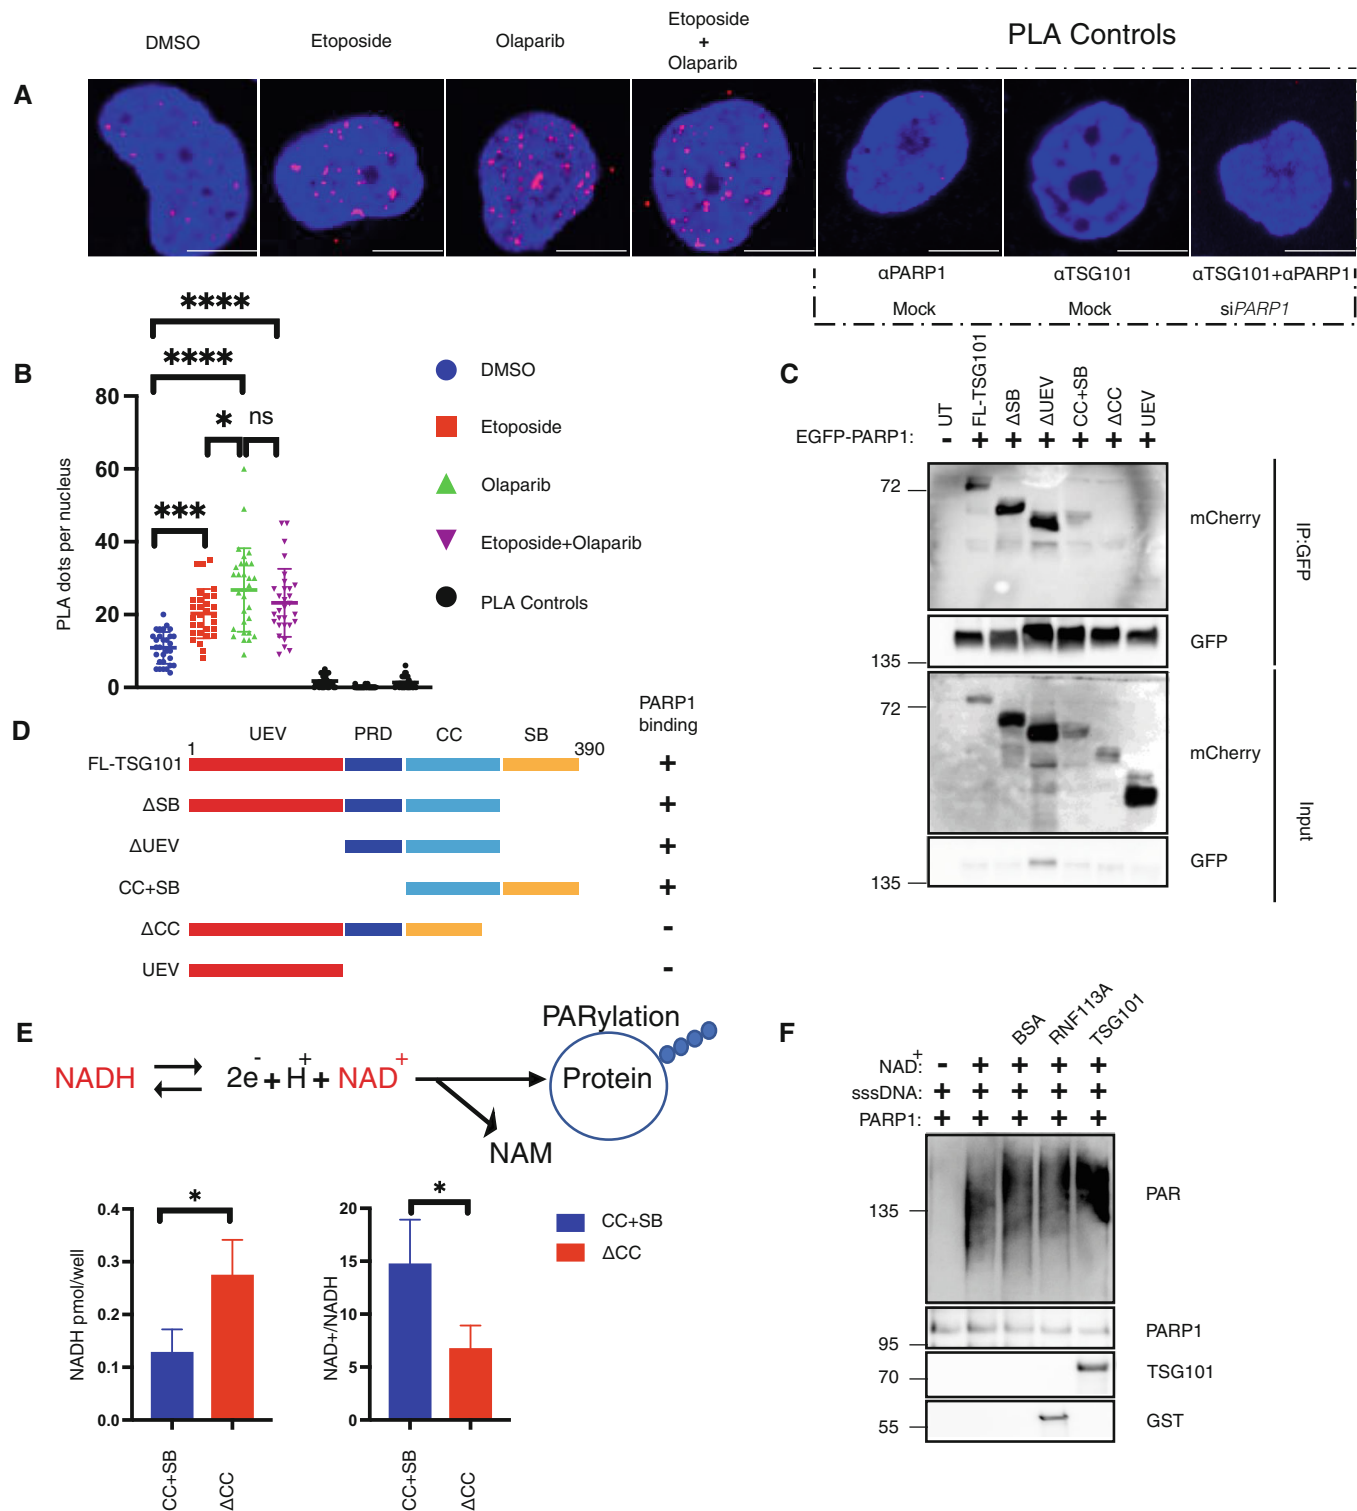 DMSO
Etoposide
Olaparib
Etoposide
+
Olaparib
PLA Controls
A
αPARP1
αTSG101
αTSG101+αPARP1
Mock
Mock
siPARP1
B
****
****
*
ns
***
PLA dots per nucleus
80
60
40
20
0
DMSO
Etoposide
Olaparib
Etoposide+Olaparib
PLA Controls
C
UT
FL-TSG101
ΔSB
ΔUEV
CC+SB
ΔCC
UEV
EGFP-PARP1: - + + + + + +
72
mCherry
GFP
135
IP:GFP
72
mCherry
GFP
135
Input
D
UEV PRD CC SB
PARP1
binding
1 390
FL-TSG101 +
ΔSB +
ΔUEV +
CC+SB +
ΔCC -
UEV -
E
NADH 2e- + H+ + NAD+
PARylation
Protein
NAM
NADH pmol/well
0.4
0.3
0.2
0.1
0.0
*
CC+SB
ΔCC
NAD+/NADH
20
15
10
5
0
*
CC+SB
ΔCC
CC+SB
ΔCC
F
BSA
RNF113A
TSG101
NAD+: - + + + +
sssDNA: + + + + +
PARP1: + + + + +
135
PAR
PARP1
95
TSG101
70
GST
55